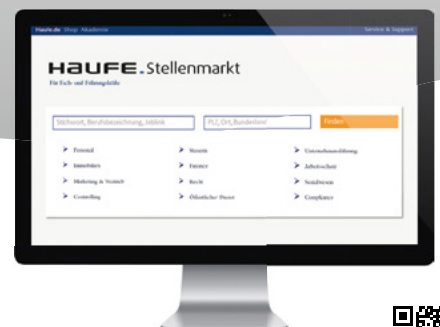 Haufe.de Shop Akademie Service & Support
HAUFE.Stellenmarkt
Für Fach- und Führungskräfte
Stichwort, Berufsbezeichnung, Jobtitel PLZ, Ort, Bundesland Finden
Personal Steuern Unternehmensführung
Immobilien Finance Arbeitsschutz
Marketing & Vertrieb Recht Sozialwesen
Controlling Öffentlicher Dienst Compliance